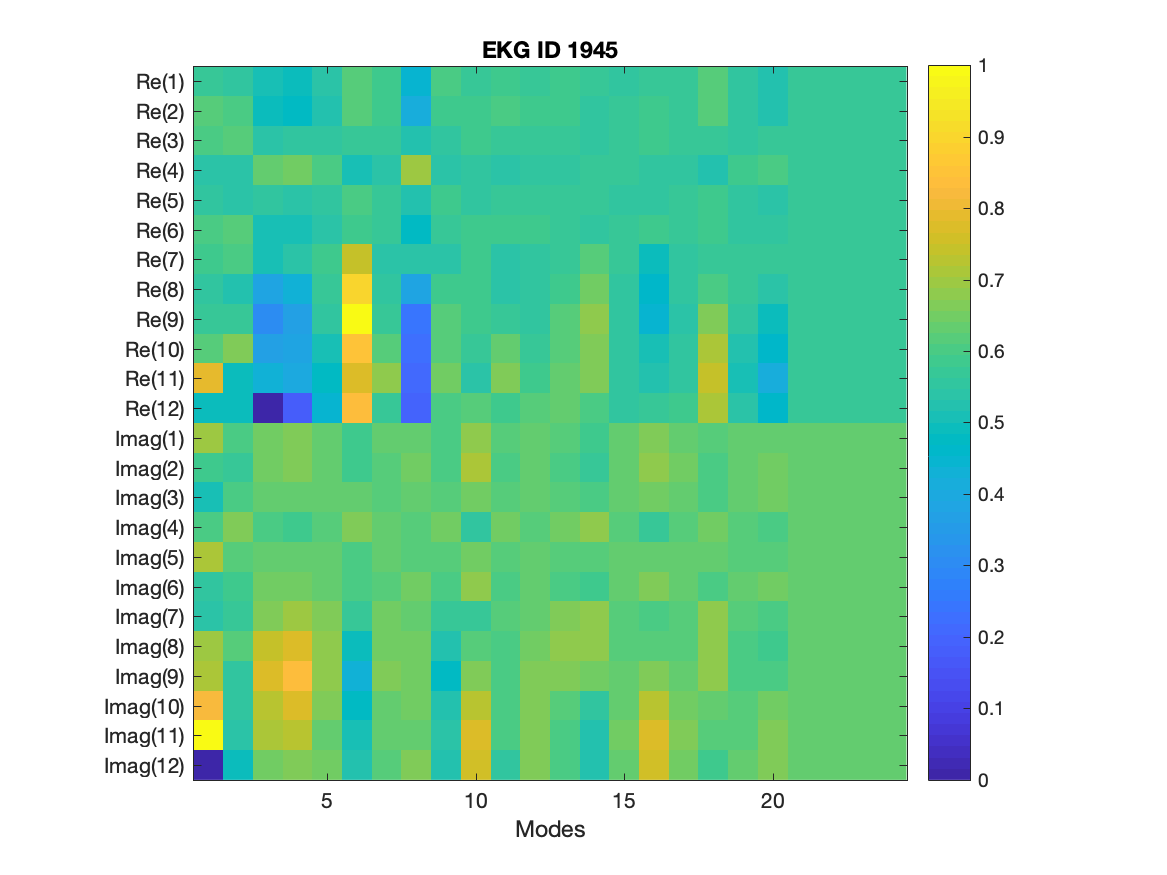 EKG ID 1945
Re(1)
Re(2)
Re(3)
Re(4)
Re(5)
Re(6)
Re(7)
Re(8)
Re(9)
Re(10)
Re(11)
Re(12)
Imag(1)
Imag(2)
Imag(3)
Imag(4)
Imag(5)
Imag(6)
Imag(7)
Imag(8)
Imag(9)
Imag(10)
Imag(11)
Imag(12)
5 10 15 20
Modes
1
0.9
0.8
0.7
0.6
0.5
0.4
0.3
0.2
0.1
0